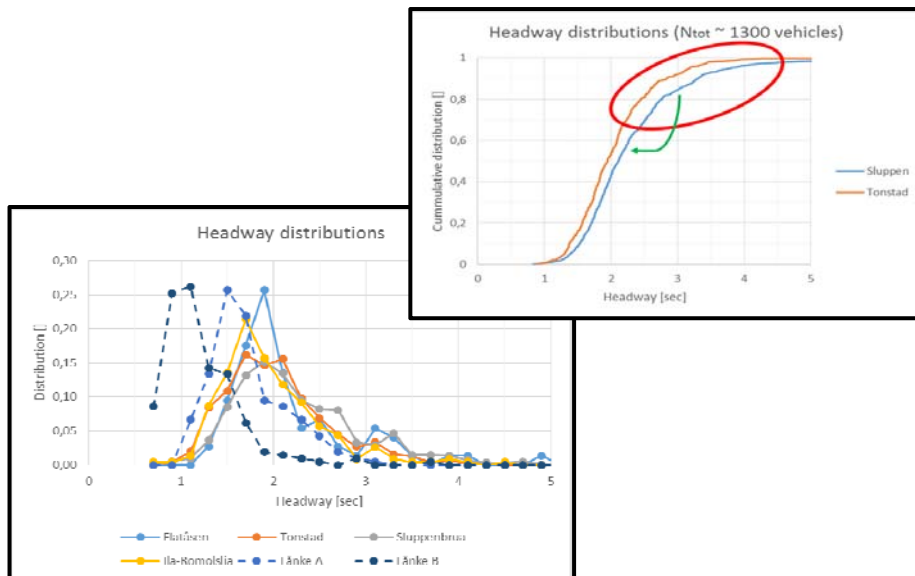 Headway distributions (Ntot ~ 1300 vehicles)
1
0,8
0,6
0,4
0,2
0
Cummulative distribution []
0 1 2 3 4 5
Headway [sec]
Sluppen
Tonstad
Headway distributions
0,30
0,25
0,20
0,15
0,10
0,05
0,00
Distribution []
0 1 2 3 4 5
Headway [sec]
Flatåsen Tonstad Sluppenbrua
Ila-Romolslia Lånke A Lånke B